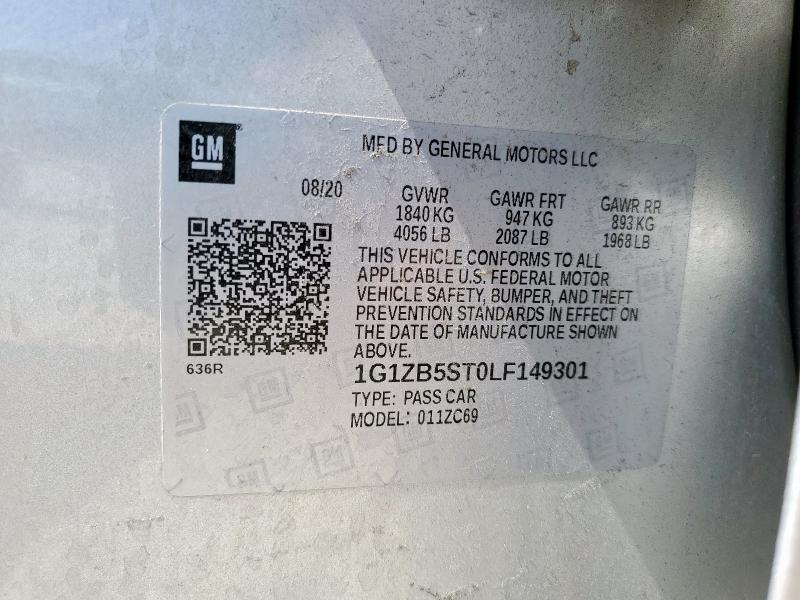 GM
MFD BY GENERAL MOTORS LLC
08/20
GVWR GAWR FRT GAWR RR
1840 KG 947 KG 893 KG
4056 LB 2087 LB 1968 LB
THIS VEHICLE CONFORMS TO ALL
APPLICABLE U.S. FEDERAL MOTOR
VEHICLE SAFETY, BUMPER, AND THEFT
PREVENTION STANDARDS IN EFFECT ON
THE DATE OF MANUFACTURE SHOWN
ABOVE.
636R
1G1ZB5ST0LF149301
TYPE: PASS CAR
MODEL: 011ZC69